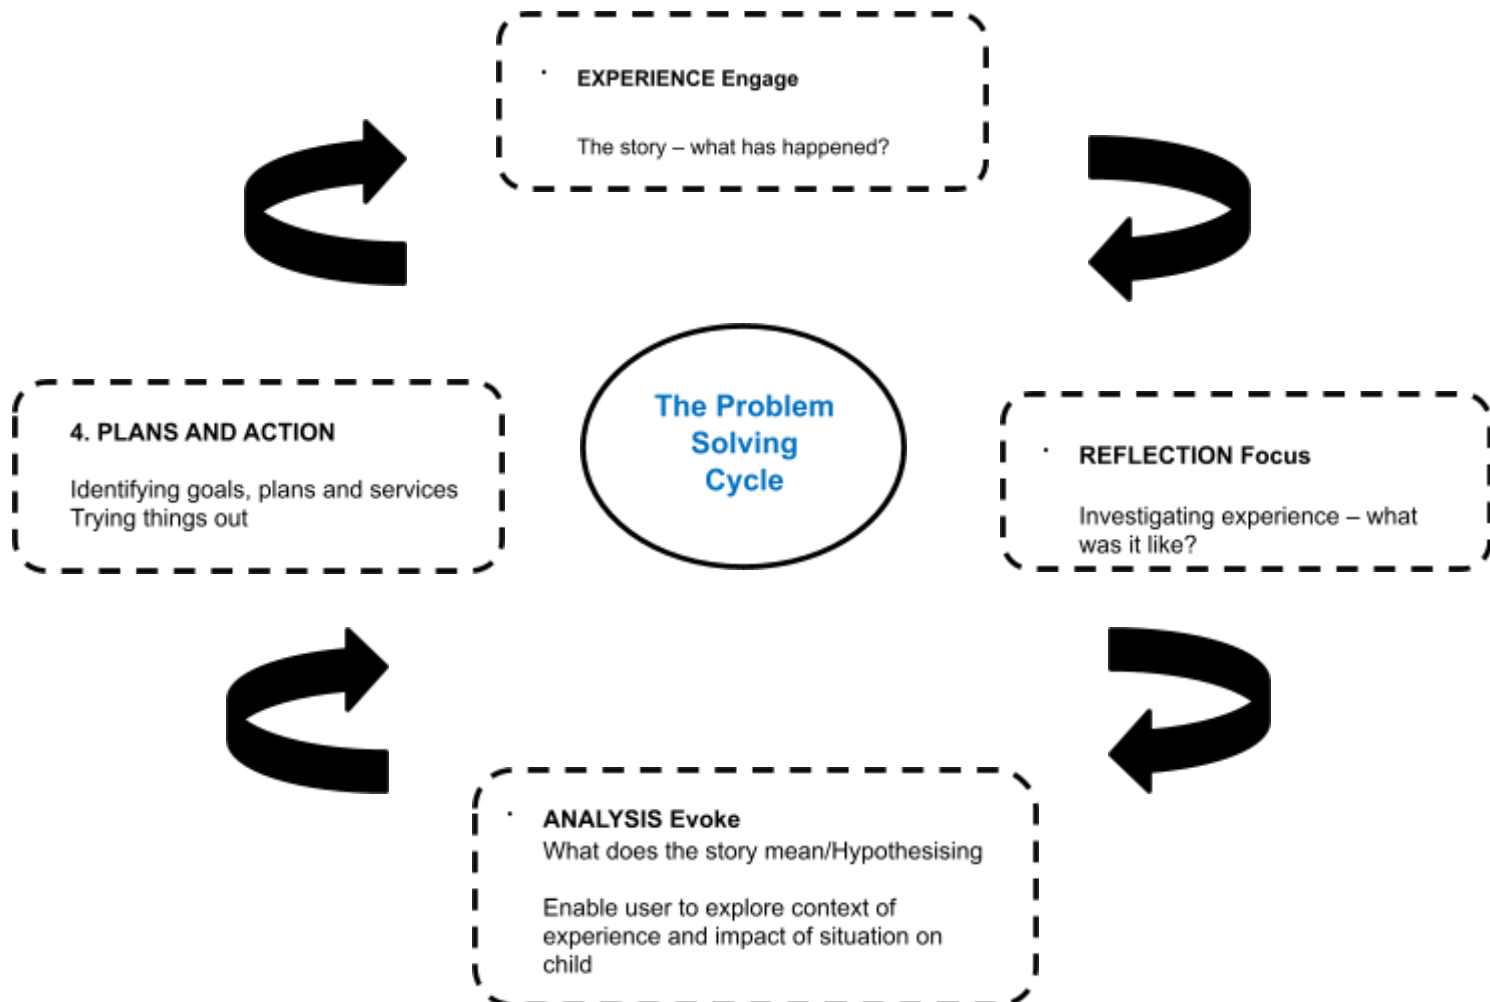 · EXPERIENCE Engage
The story – what has happened?
The Problem
Solving
Cycle
4. PLANS AND ACTION
Identifying goals, plans and services
Trying things out
· REFLECTION Focus
Investigating experience – what
was it like?
· ANALYSIS Evoke
What does the story mean/Hypothesising
Enable user to explore context of
experience and impact of situation on
child